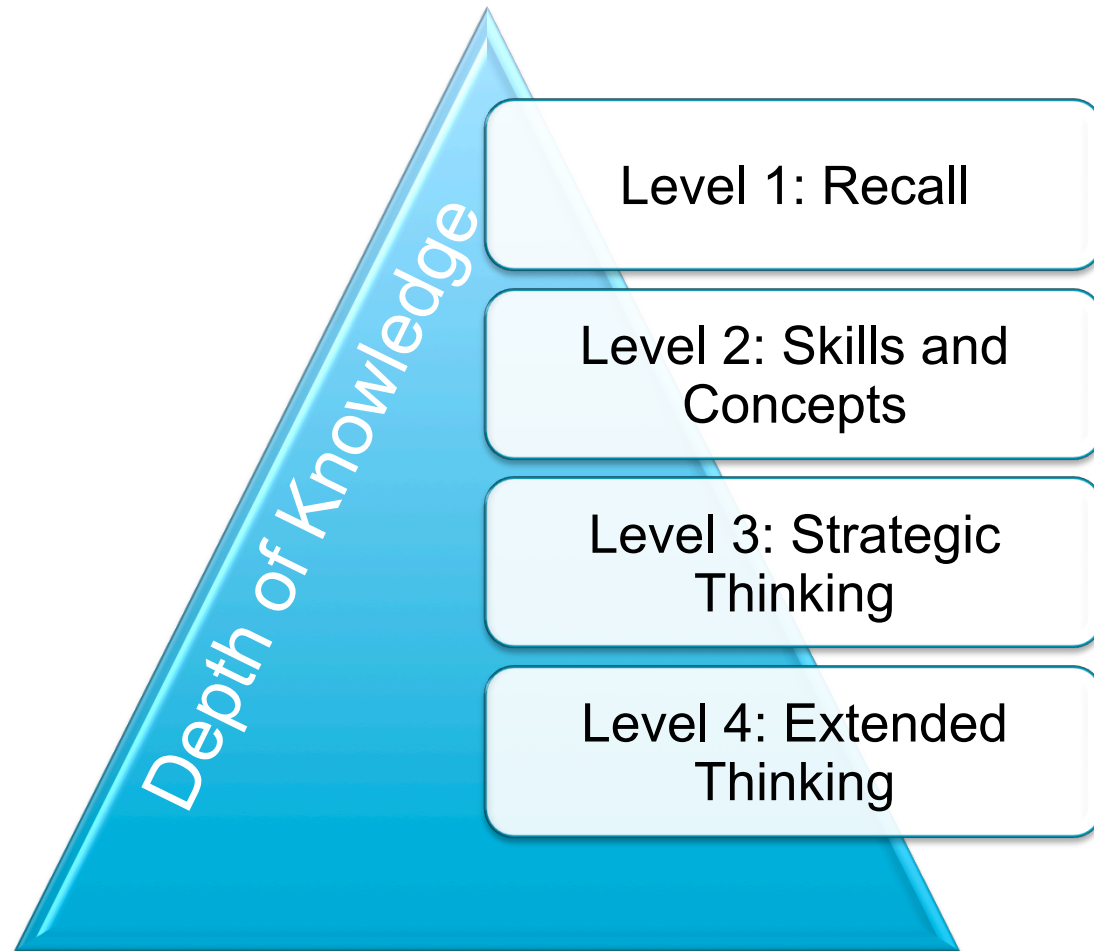 Depth of Knowledge
Level 1: Recall
Level 2: Skills and
Concepts
Level 3: Strategic
Thinking
Level 4: Extended
Thinking